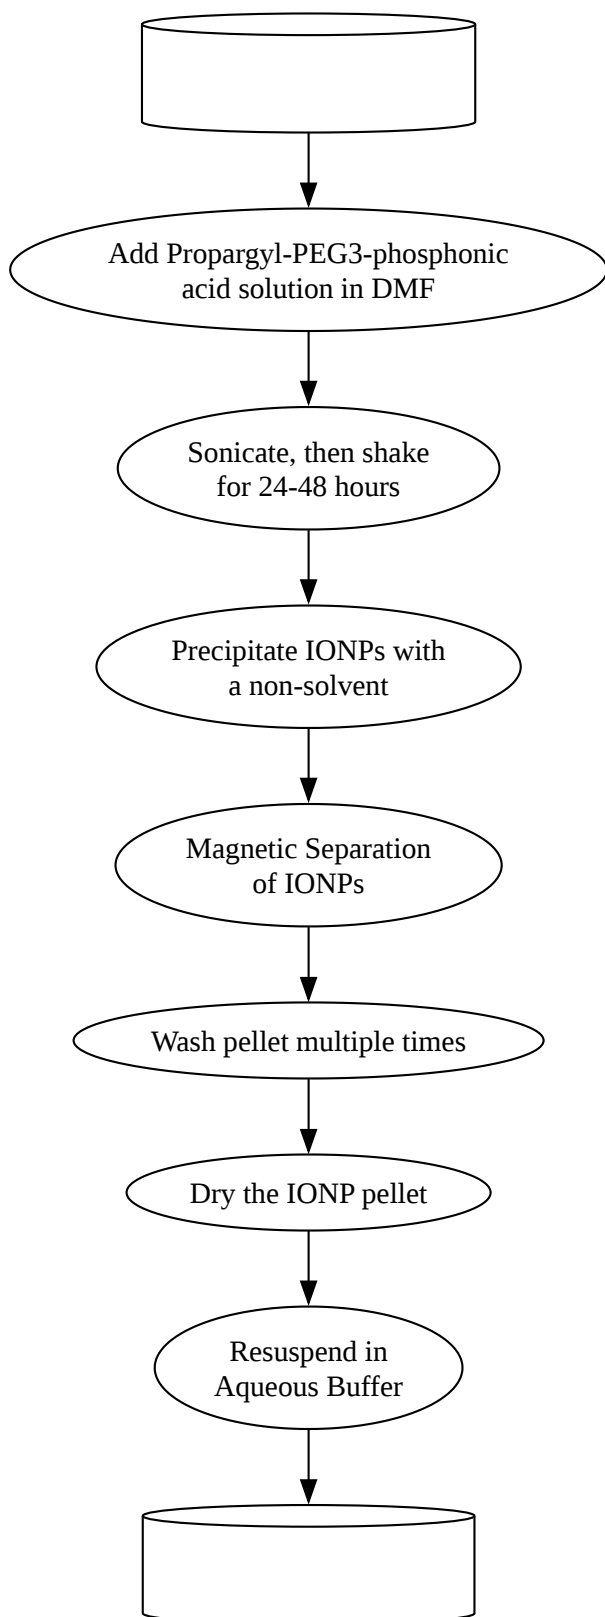 Add Propargyl-PEG3-phosphonic
acid solution in DMF
Sonicate, then shake
for 24-48 hours
Precipitate IONPs with
a non-solvent
Magnetic Separation
of IONPs
Wash pellet multiple times
Dry the IONP pellet
Resuspend in
Aqueous Buffer